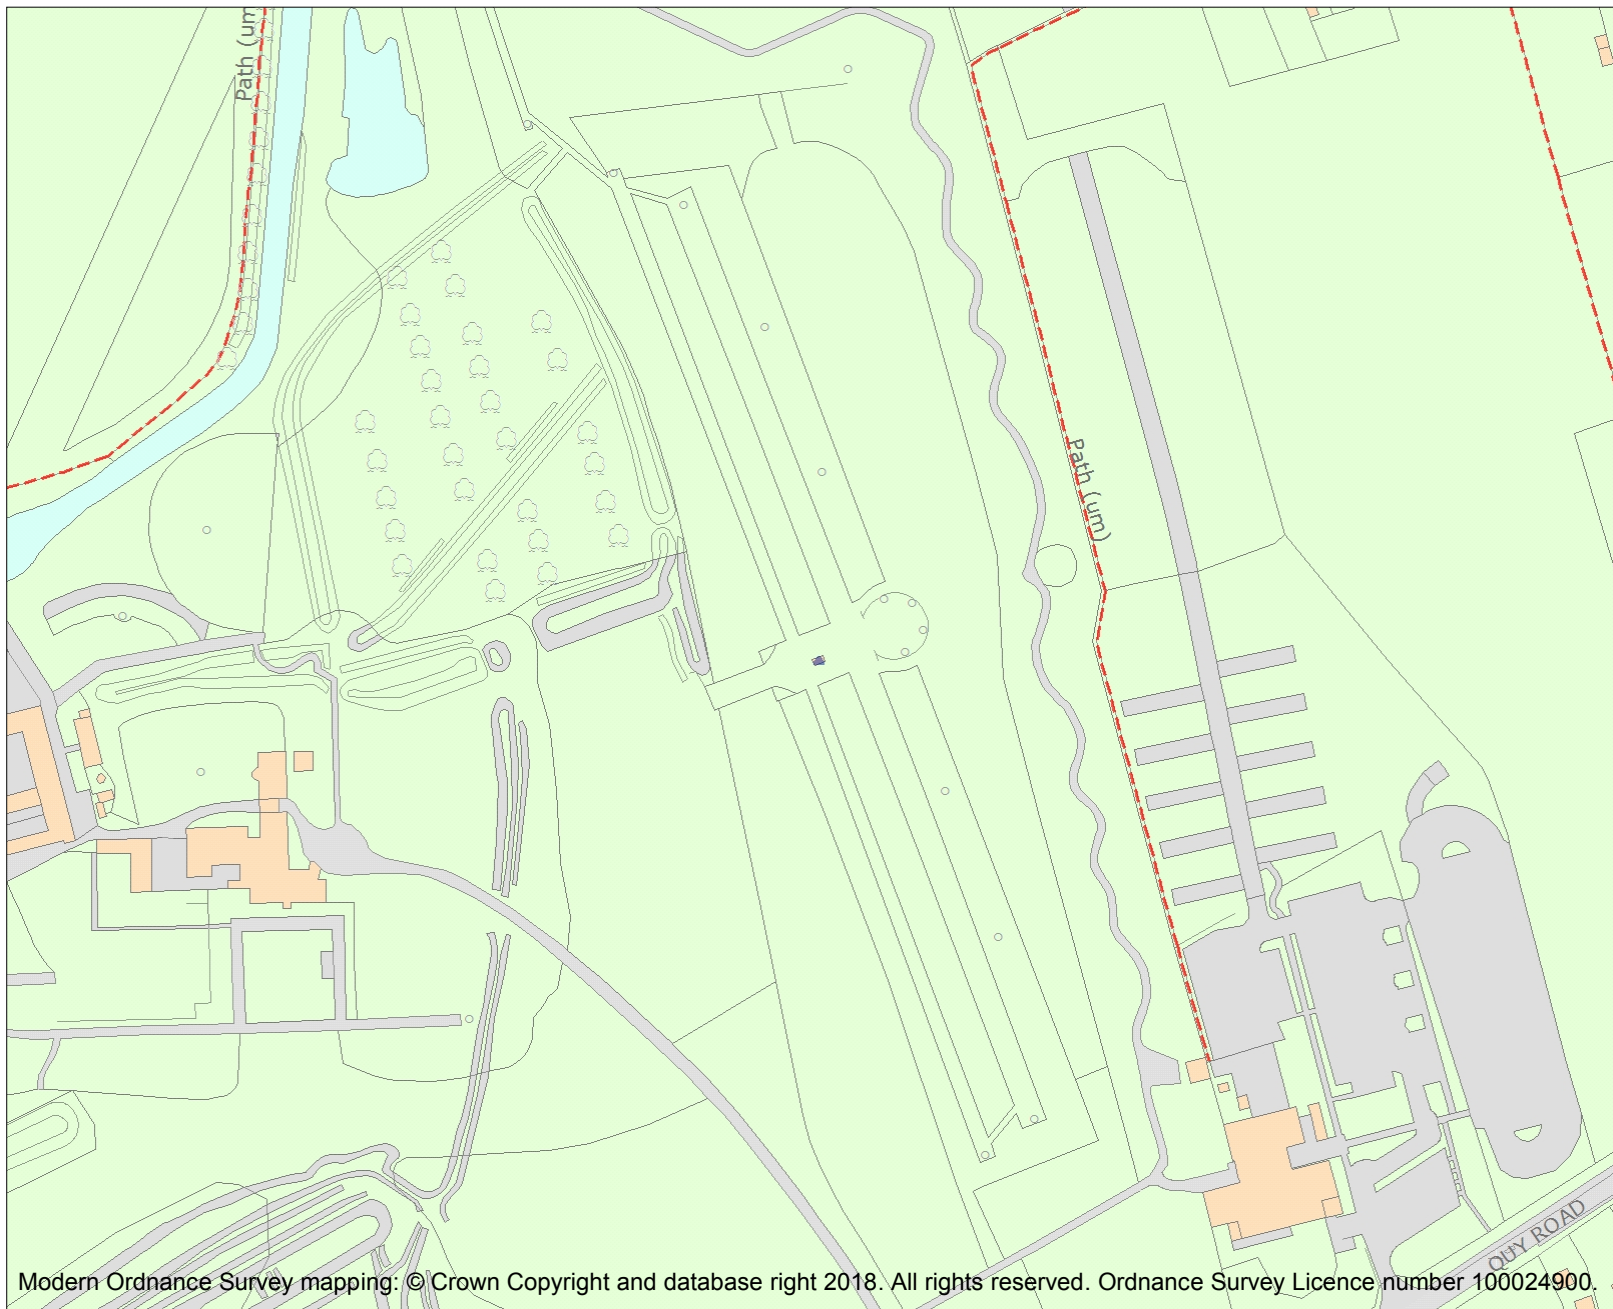 Path (um
Path (um)
QUY ROAD
Modern Ordnance Survey mapping: © Crown Copyright and database right 2018. All rights reserved. Ordnance Survey Licence number 100024900.